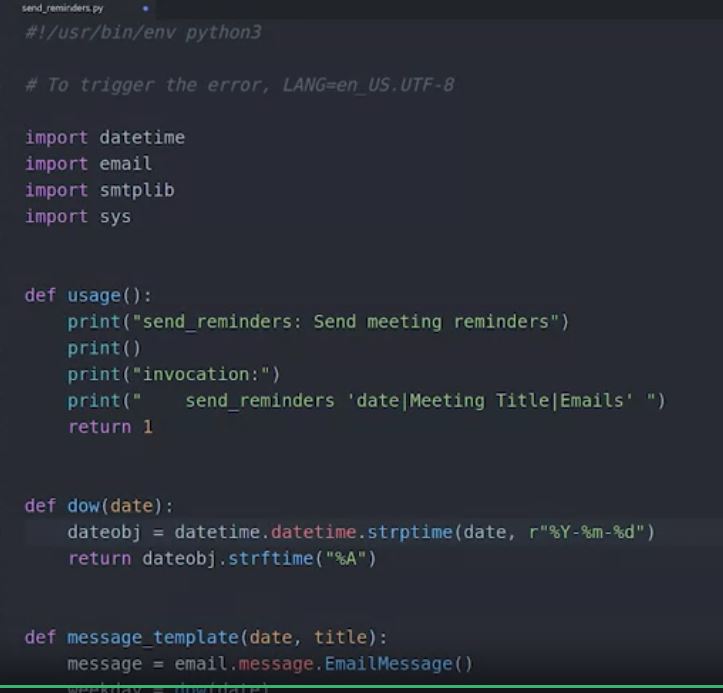 send_reminders.py
#!/usr/bin/env python3
# To trigger the error, LANG=en_US.UTF-8
import datetime
import email
import smtplib
import sys
def usage():
print("send_reminders: Send meeting reminders")
print()
print("invocation:")
print("    send_reminders 'date|Meeting Title|Emails' ")
return 1
def dow(date):
dateobj = datetime.datetime.strptime(date, r"%Y-%m-%d")
return dateobj.strftime("%A")
def message_template(date, title):
message = email.message.EmailMessage()
weekday = dow(date)